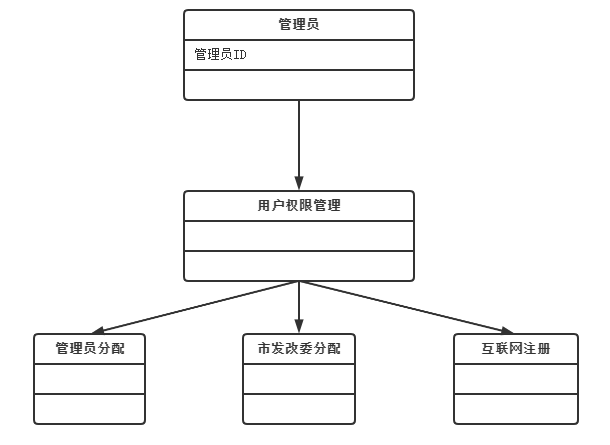 管理员
管理员ID
用户权限管理
管理员分配
市发改委分配
互联网注册